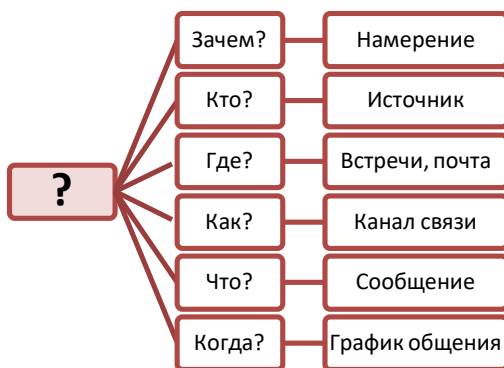 ?
Зачем?
Намерение
Кто?
Источник
Где?
Встречи, почта
Как?
Канал связи
Что?
Сообщение
Когда?
График общения